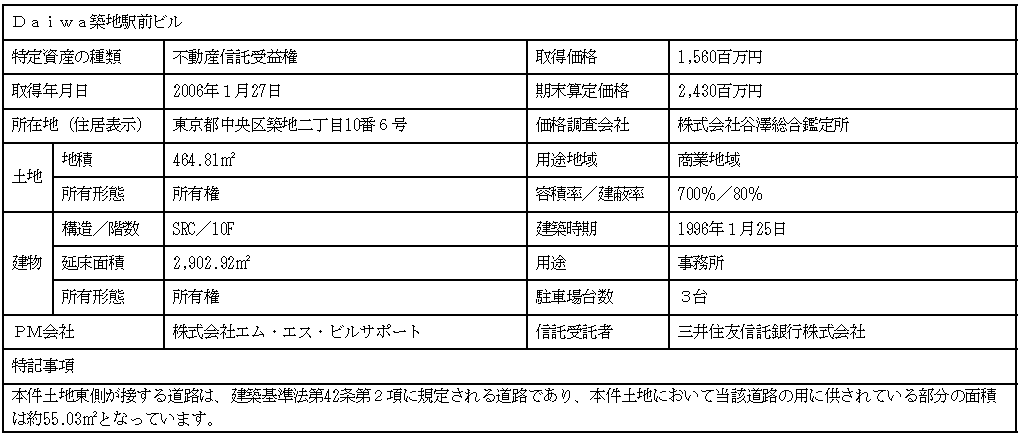 Ｄａｉｗａ築地駅前ビル
特定資産の種類 不動産信託受益権 取得価格 1,560百万円
取得年月日 2006年１月27日 期末算定価格 2,430百万円
所在地（住居表示） 東京都中央区築地二丁目10番６号 価格調査会社 株式会社谷澤総合鑑定所
土地 地積 464.81㎡ 用途地域 商業地域
所有形態 所有権 容積率／建蔽率 700％／80％
建物 構造／階数 SRC／10F 建築時期 1996年１月25日
延床面積 2,902.92㎡ 用途 事務所
所有形態 所有権 駐車場台数 ３台
ＰＭ会社 株式会社エム・エス・ビルサポート 信託受託者 三井住友信託銀行株式会社
特記事項
本件土地東側が接する道路は、建築基準法第42条第２項に規定される道路であり、本件土地において当該道路の用に供されている部分の面積
は約55.03㎡となっています。